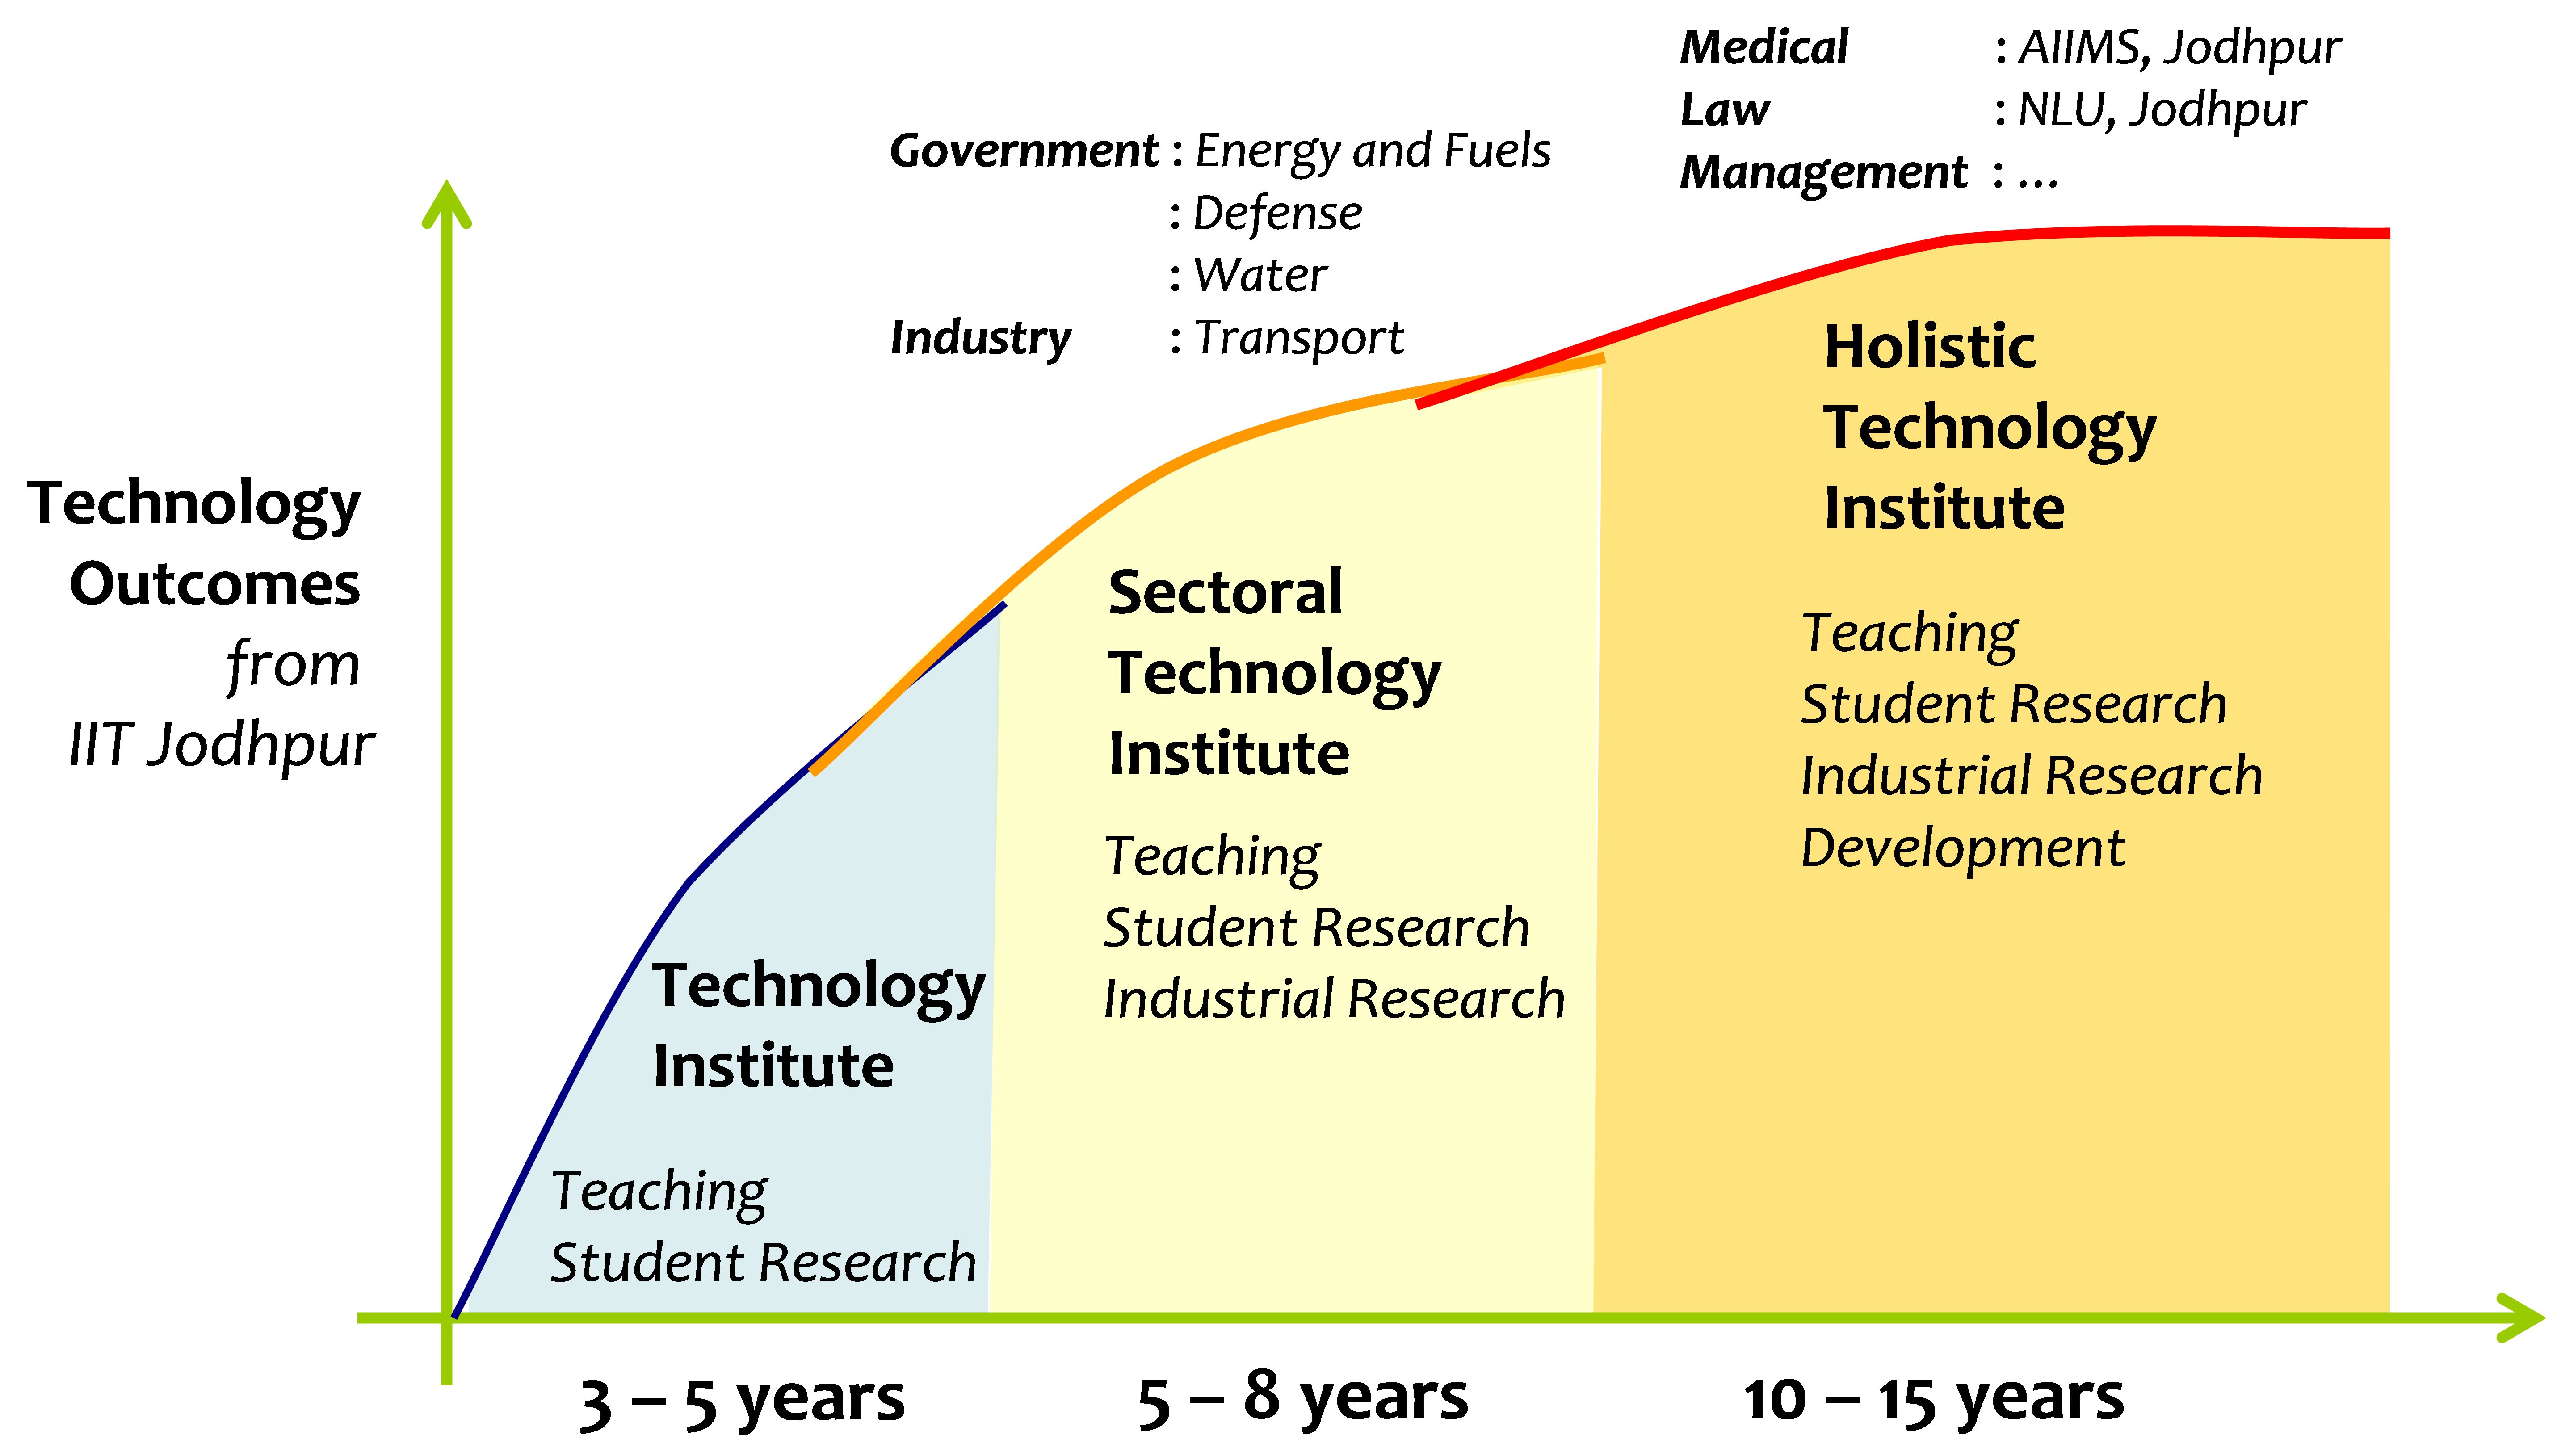 Medical : AIIMS, Jodhpur
Law : NLU, Jodhpur
Management : ...
Government : Energy and Fuels
: Defense
: Water
Industry : Transport
Technology
Outcomes
from
IIT Jodhpur
Holistic
Technology
Institute
Teaching
Student Research
Industrial Research
Development
Sectoral
Technology
Institute
Teaching
Student Research
Industrial Research
Technology
Institute
Teaching
Student Research
3 – 5 years
5 – 8 years
10 – 15 years